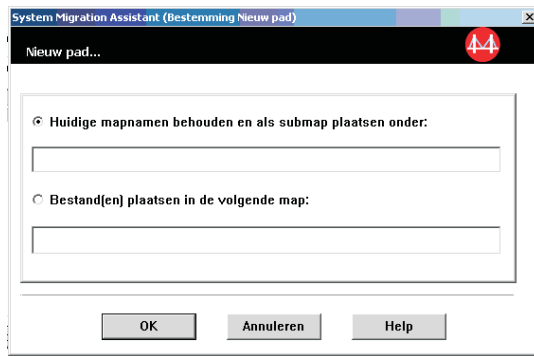 System Migration Assistant (Bestemming Nieuw pad)
Nieuw pad...
Huidige mapnamen behouden en als submap plaatsen onder:
Bestand(en) plaatsen in de volgende map:
OK Annuleren Help